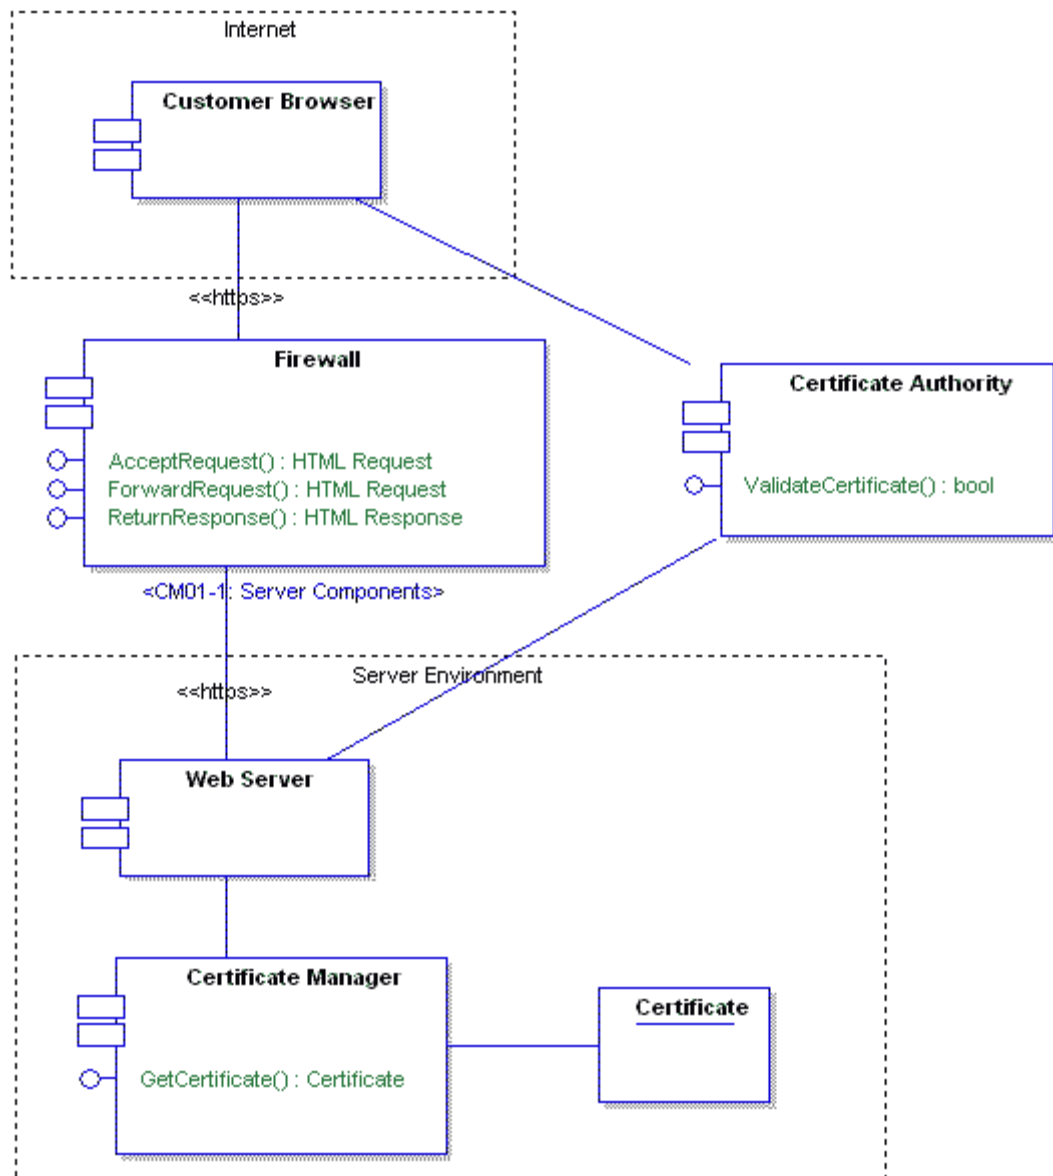 Internet
Customer Browser
<<https>>
Firewall
AcceptRequest() : HTML Request
ForwardRequest() : HTML Request
ReturnResponse() : HTML Response
Certificate Authority
ValidateCertificate() : bool
<CM01-1: Server Components>
Server Environment
<<https>>
Web Server
Certificate Manager
GetCertificate() : Certificate
Certificate